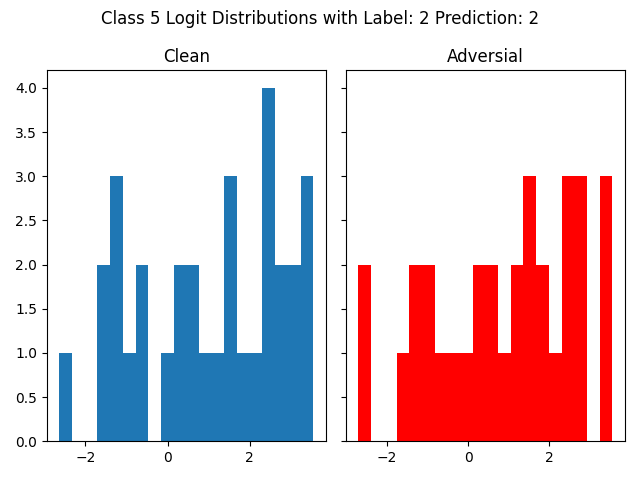 Class 5 Logit Distributions with Label: 2 Prediction: 2
Clean
Adversial
4.0
3.5
3.0
2.5
2.0
1.5
1.0
0.5
0.0
−2 0 2
−2 0 2